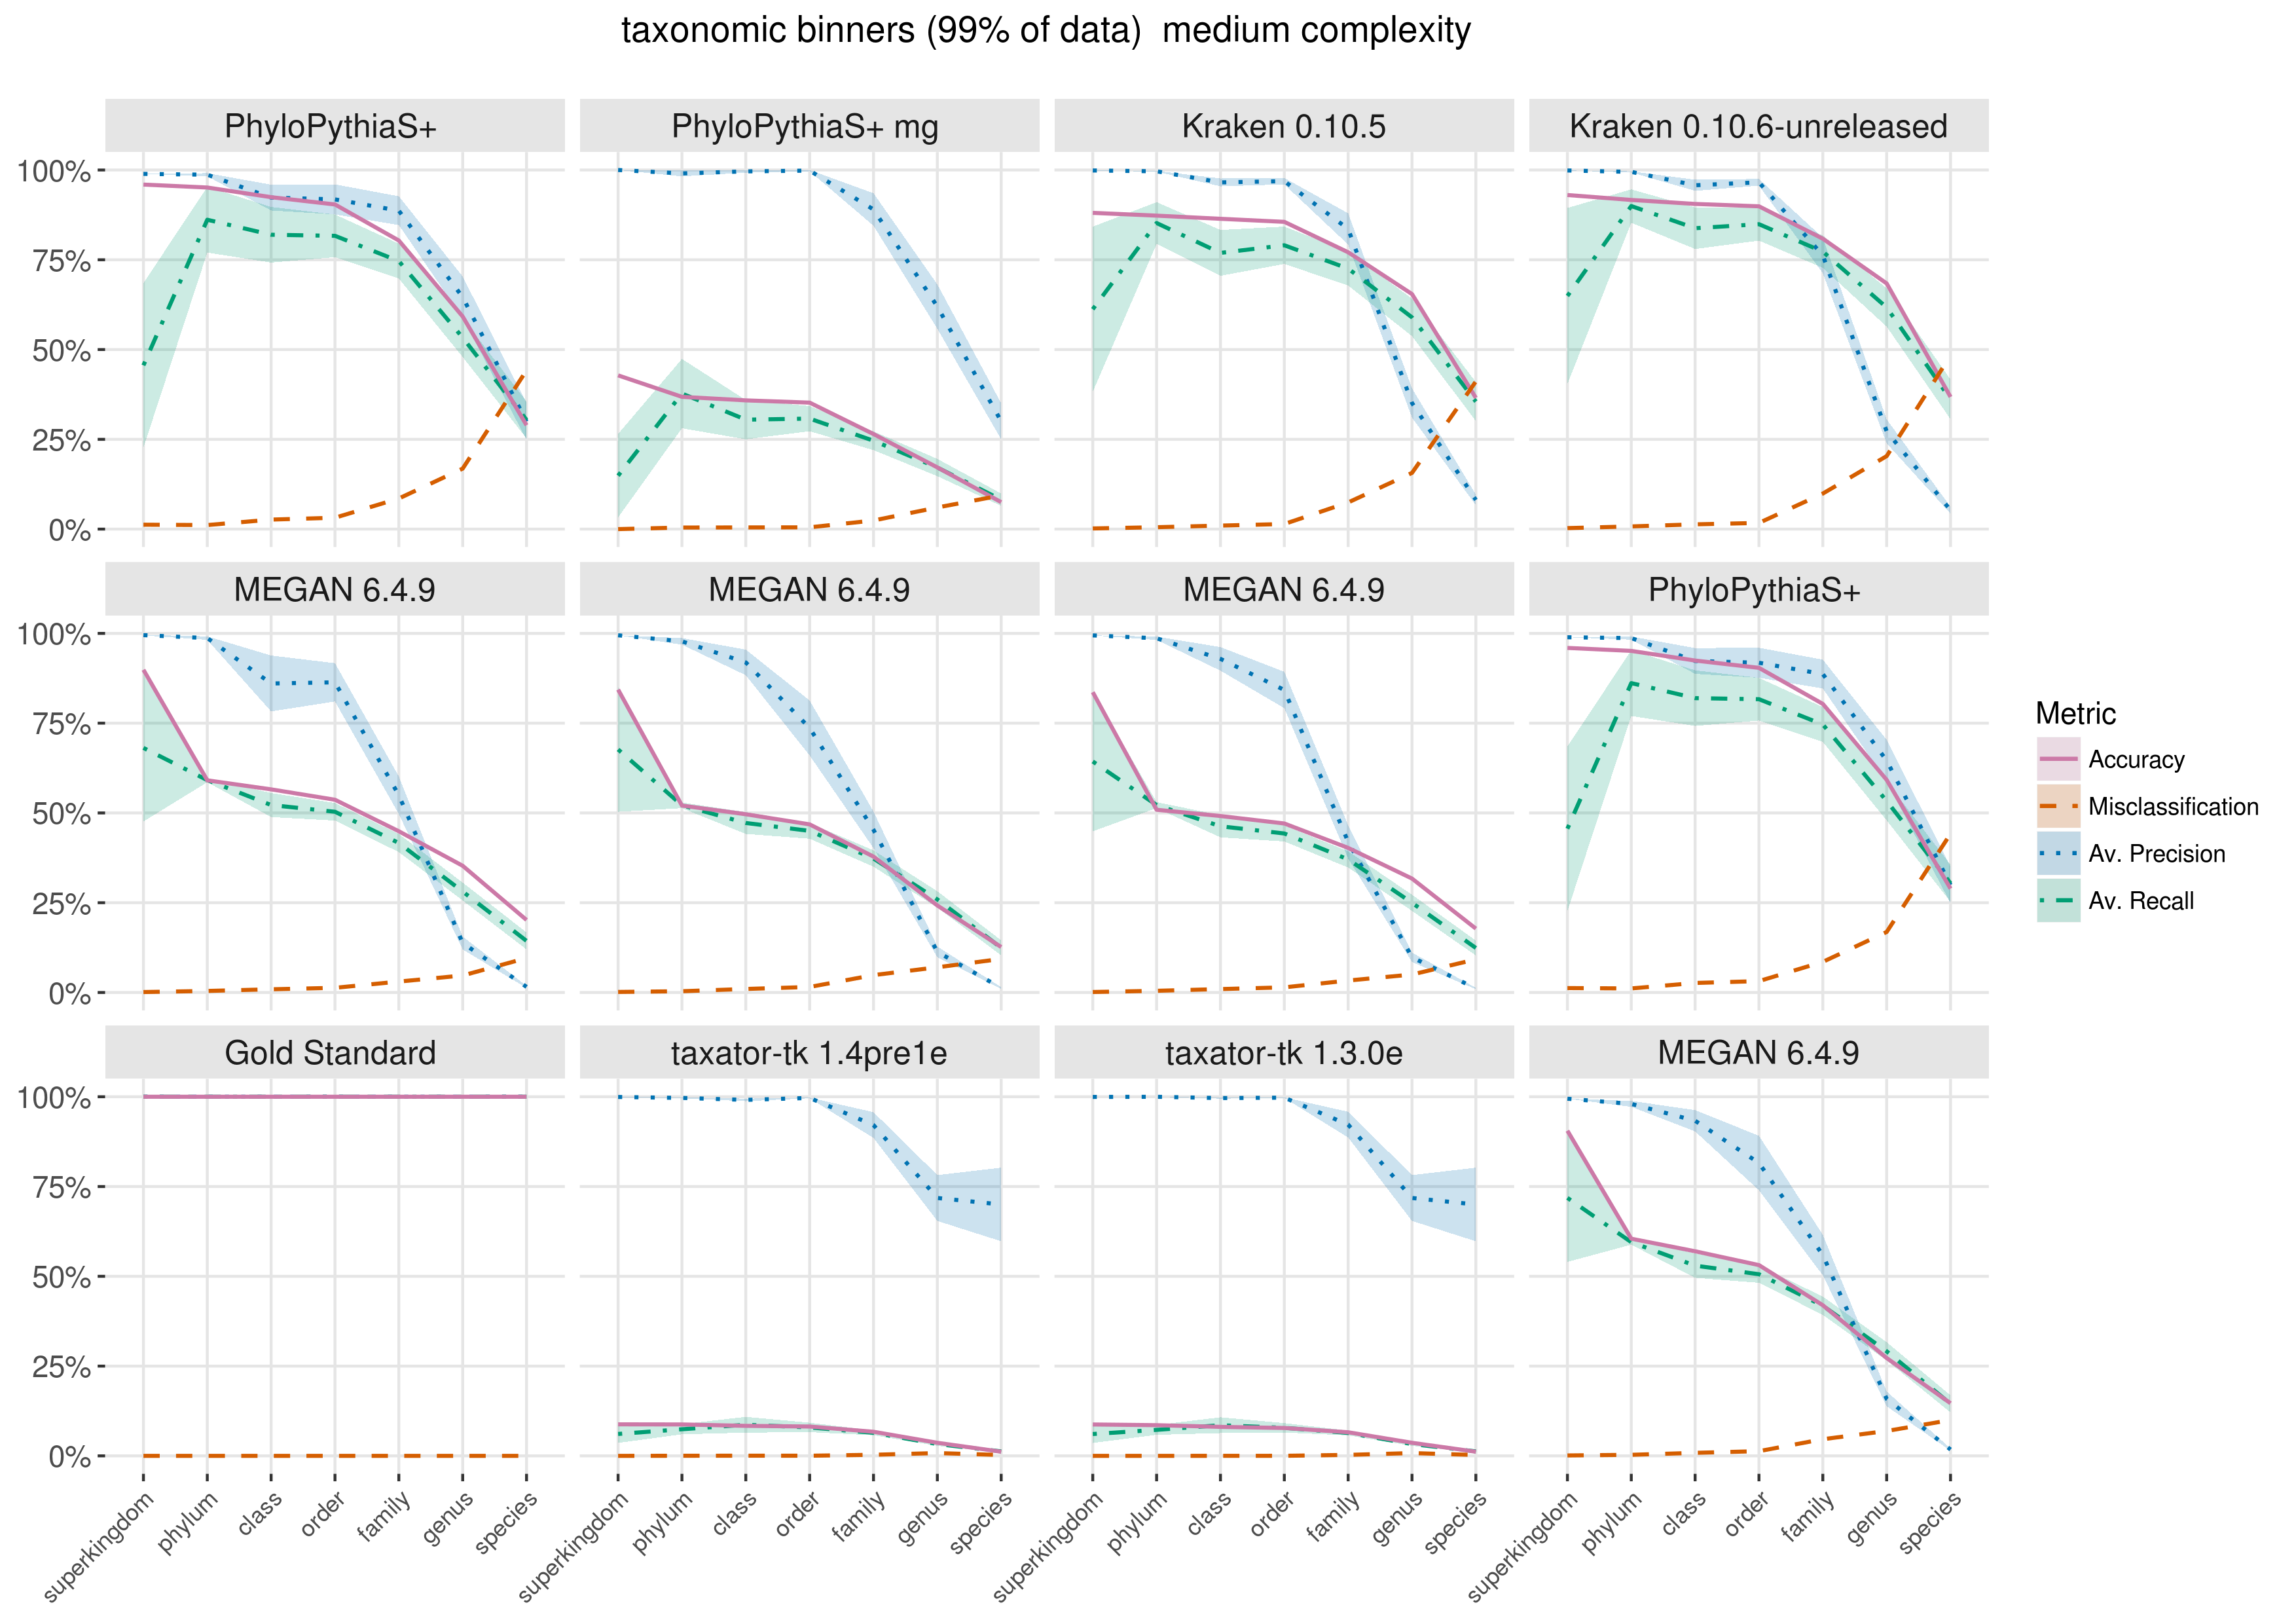 taxonomic binners (99% of data)  medium complexity
PhyloPythiaS+
PhyloPythiaS+ mg
Kraken 0.10.5
Kraken 0.10.6-unreleased
100%
75%
50%
25%
0%
MEGAN 6.4.9
MEGAN 6.4.9
MEGAN 6.4.9
PhyloPythiaS+
100%
75%
50%
25%
0%
Metric
Accuracy
Misclassification
Av. Precision
Av. Recall
Gold Standard
taxator-tk 1.4pre1e
taxator-tk 1.3.0e
MEGAN 6.4.9
100%
75%
50%
25%
0%
superkingdom
phylum
class
order
family
genus
species
superkingdom
phylum
class
order
family
genus
species
superkingdom
phylum
class
order
family
genus
species
superkingdom
phylum
class
order
family
genus
species